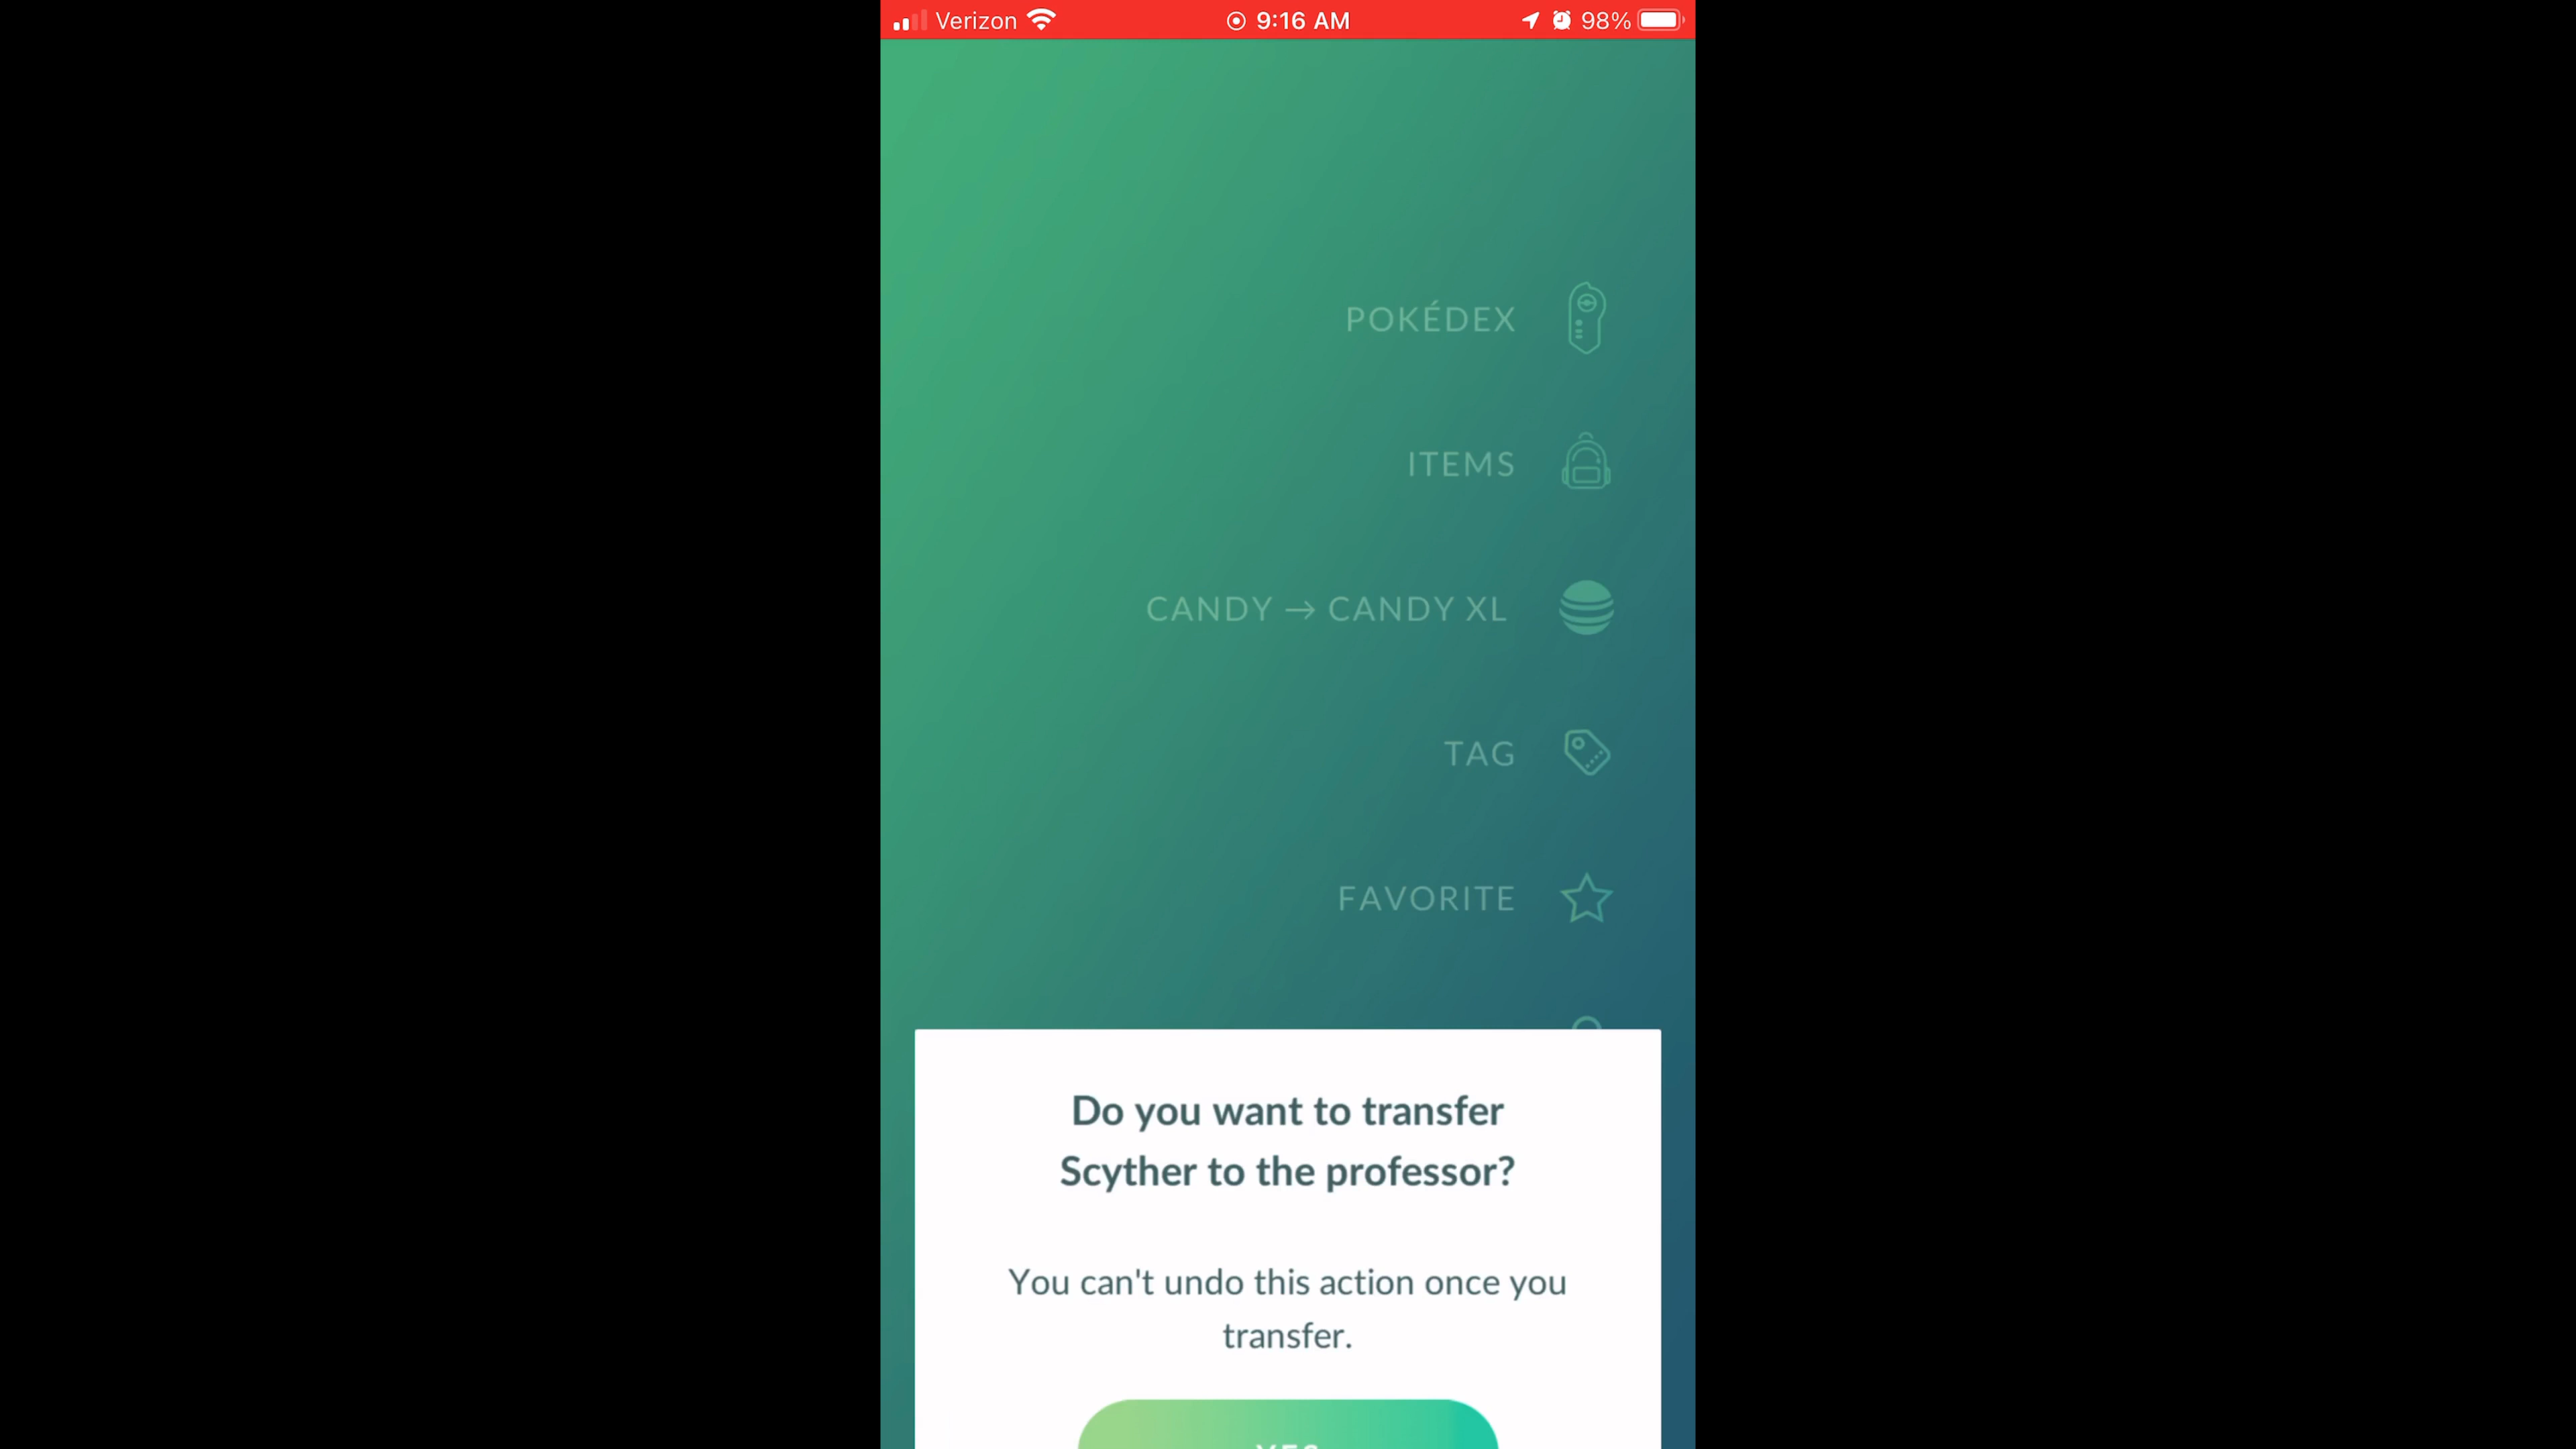 Verizon 9:16 AM 98%
POKÉDEX
ITEMS
CANDY → CANDY XL
TAG
FAVORITE
Do you want to transfer
Scyther to the professor?
You can't undo this action once you
transfer.
YES